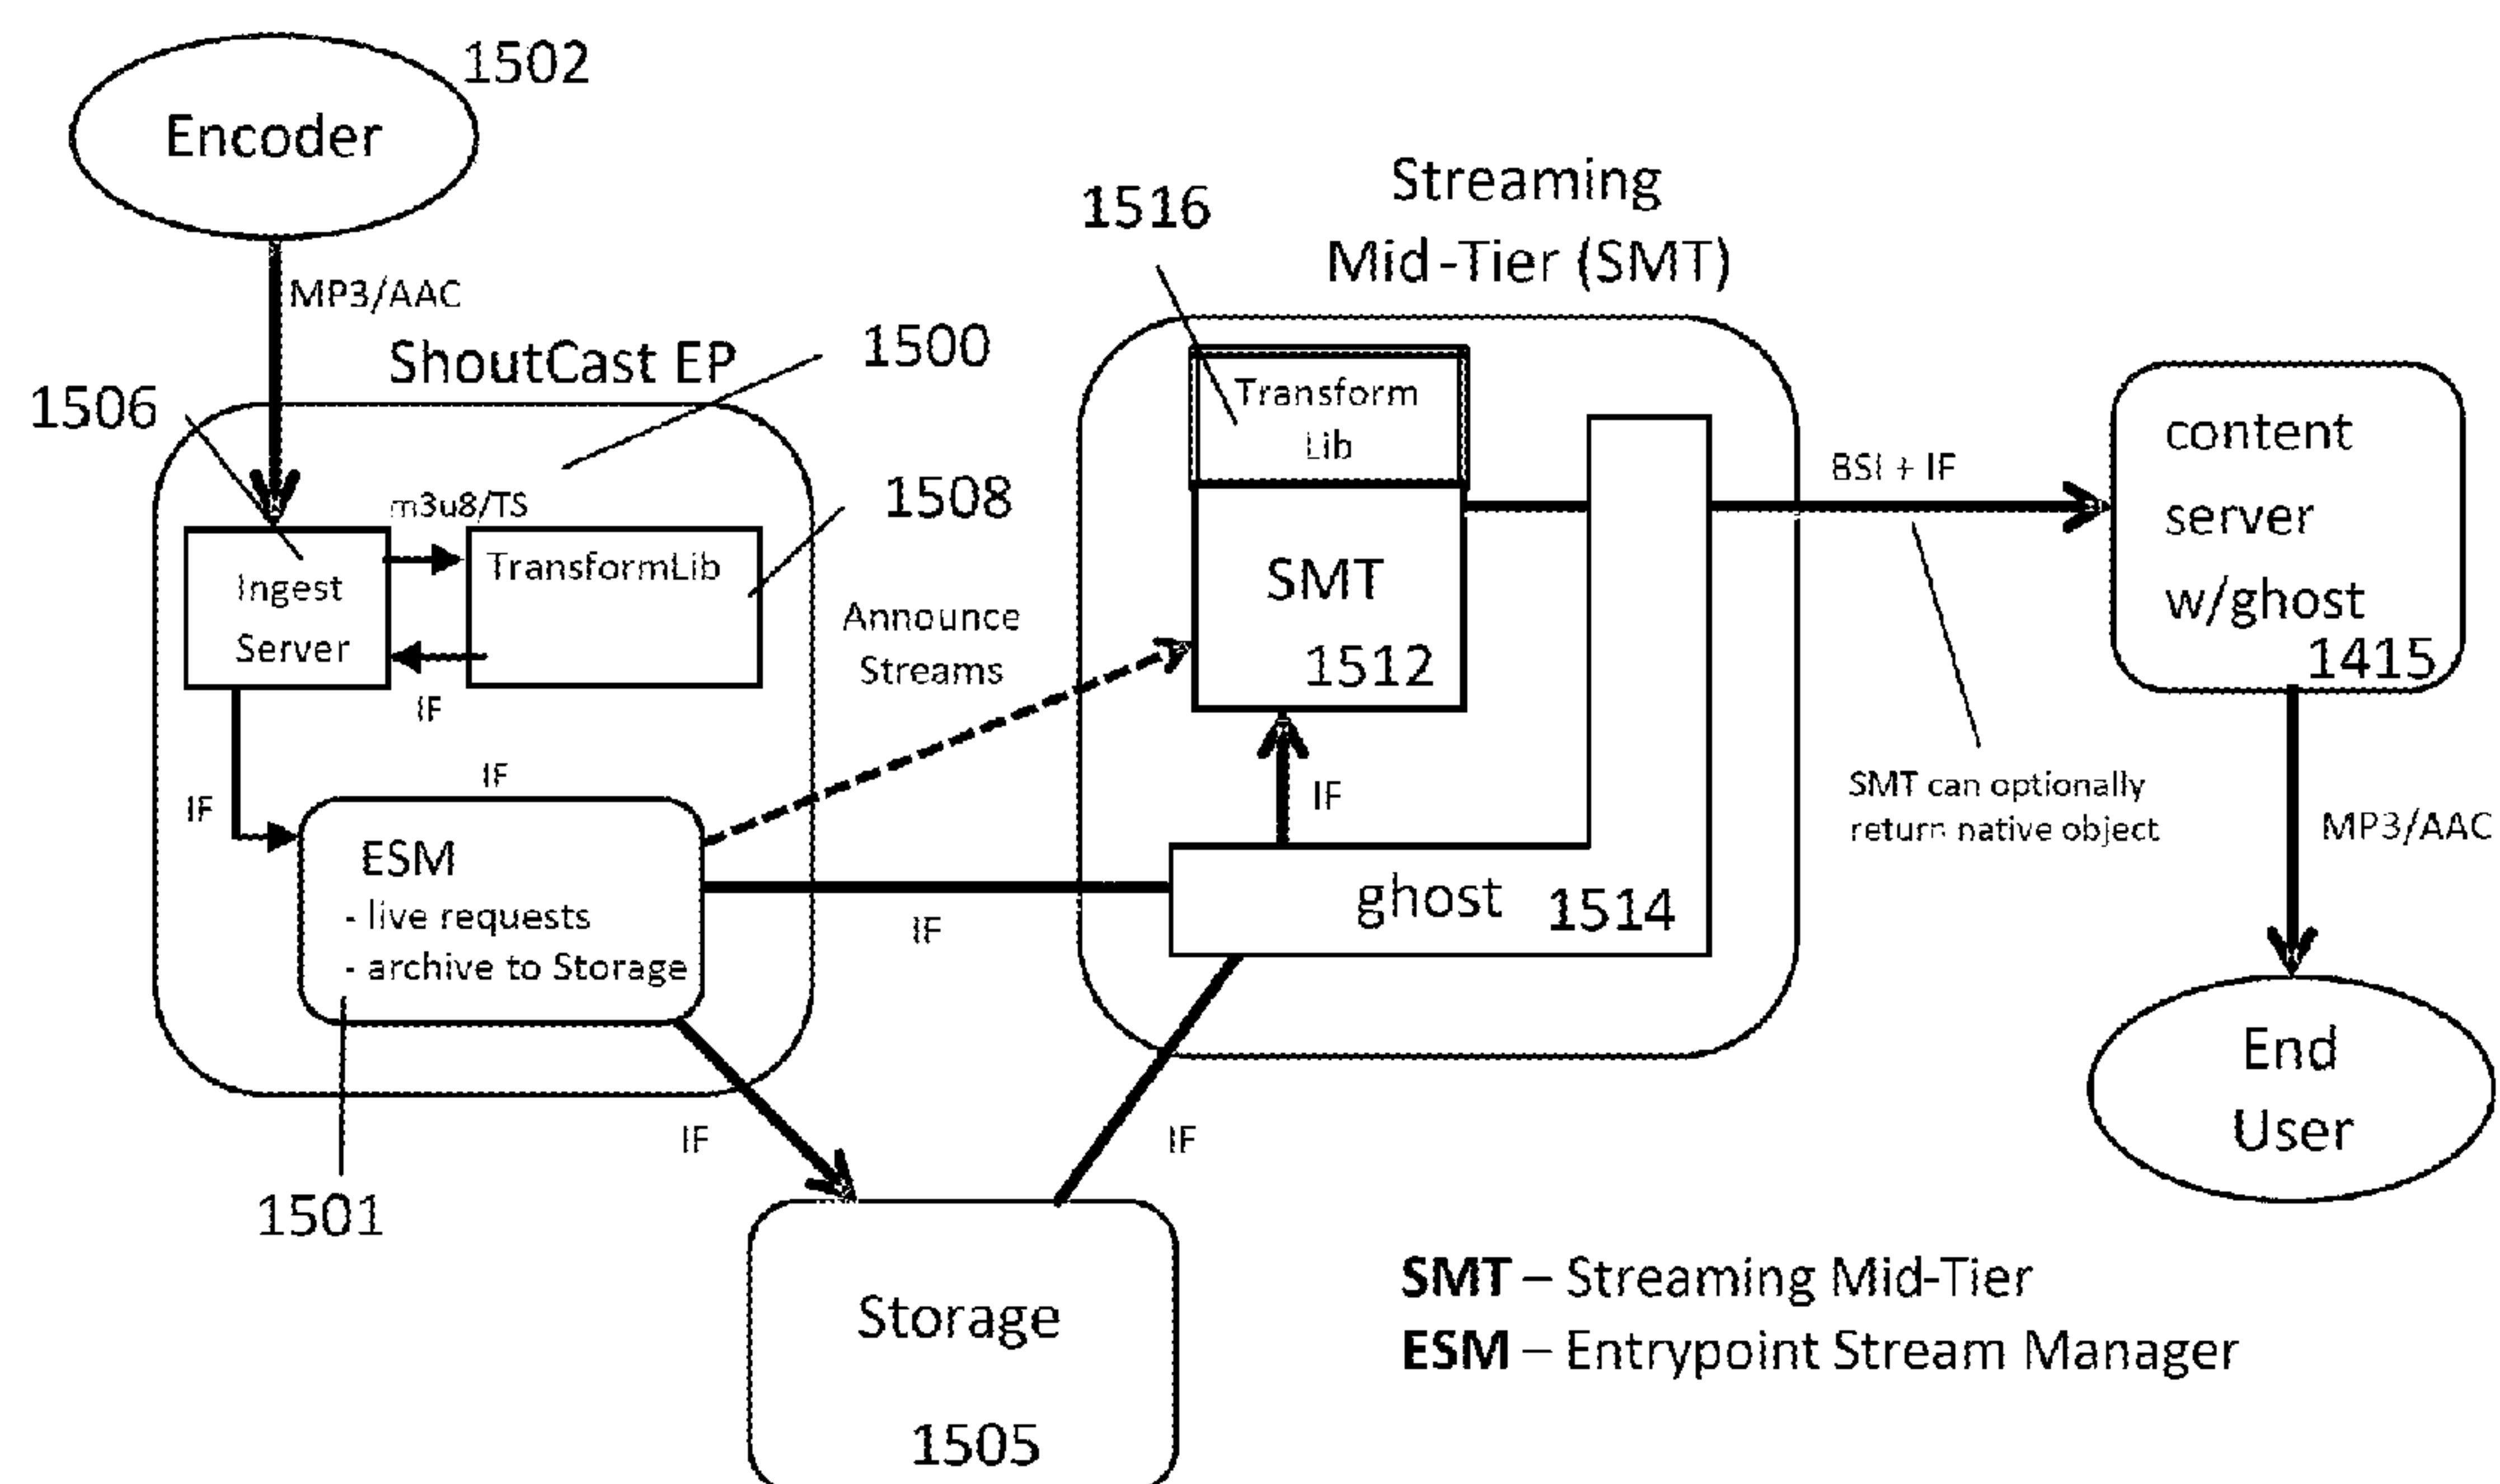 1502
Encoder
MP3/AAC
ShoutCast EP
1500
1506
m3u8/TS
1508
Ingest
Server
TransformLib
IF
IF
IF
ESM
- live requests
- archive to Storage
1501
Announce
Streams
IF
IF
IF
Storage
1505
Streaming
Mid-Tier (SMT)
1516
Transform
Lib
SMT
1512
IF
ghost 1514
BSI + IF
SMT can optionally
return native object
content
server
w/ghost
1415
MP3/AAC
End
User
SMT – Streaming Mid-Tier
ESM – Entrypoint Stream Manager